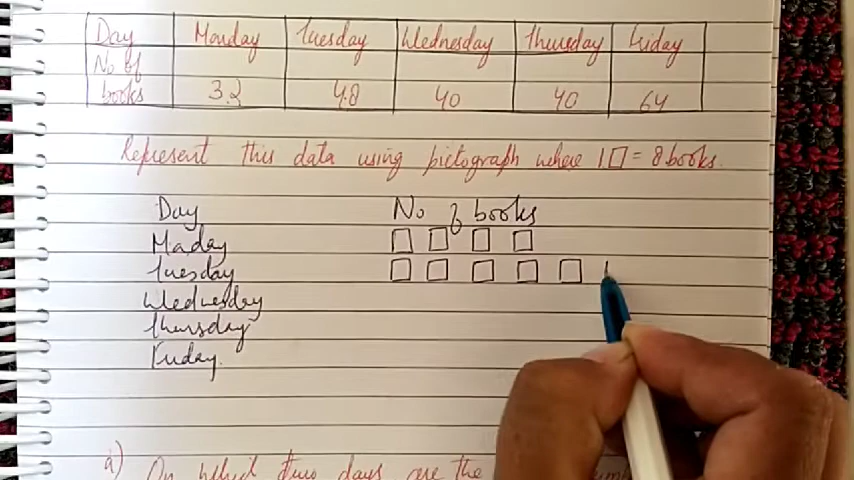 Day Monday Tuesday Wednesday Thursday Friday
No of
books 32 48 40 40 64
Represent this data using pictograph where 1□ = 8 books.
Day No of books
Monday □ □ □ □
Tuesday □ □ □ □ □
Wednesday
Thursday
Friday
a) On which two days are the